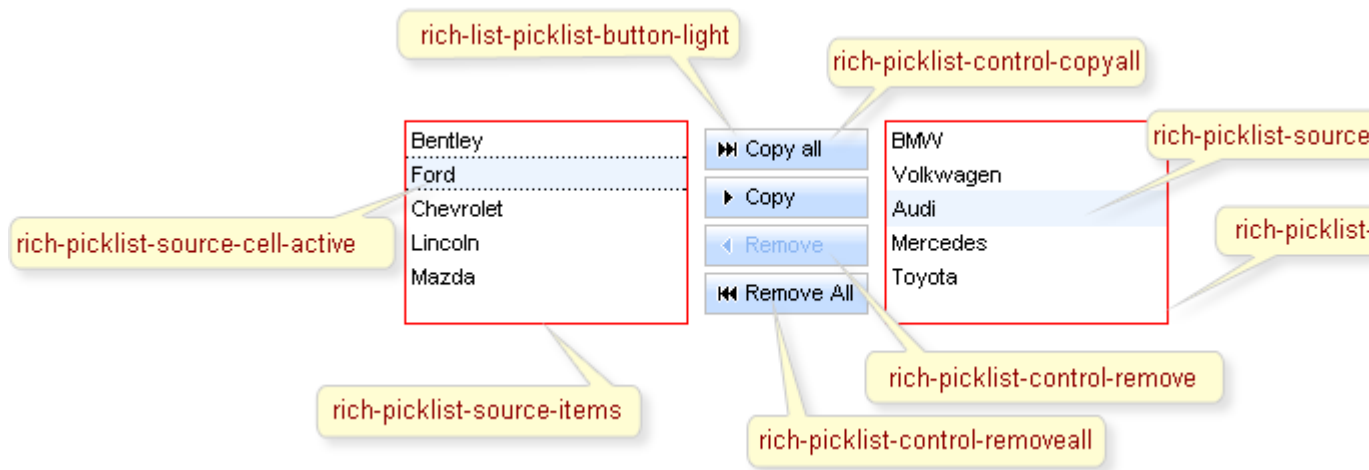 rich-list-picklist-button-light
rich-picklist-control-copyall
Bentley
Ford
Chevrolet
Lincoln
Mazda
Copy all
Copy
Remove
Remove All
BMW
Volkwagen
Audi
Mercedes
Toyota
rich-picklist-source
rich-picklist-
rich-picklist-source-cell-active
rich-picklist-control-remove
rich-picklist-source-items
rich-picklist-control-removeall